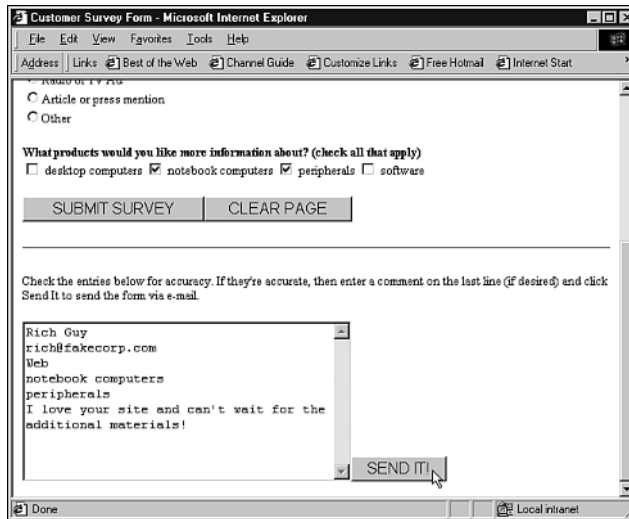 Customer Survey Form - Microsoft Internet Explorer
File Edit View Favorites Tools Help
Address Links Best of the Web Channel Guide Customize Links Free Hotmail Internet Start
Radio or TV Ad
Article or press mention
Other
What products would you like more information about? (check all that apply)
desktop computers notebook computers peripherals software
SUBMIT SURVEY CLEAR PAGE
Check the entries below for accuracy. If they're accurate, then enter a comment on the last line (if desired) and click
Send It to send the form via e-mail.
Rich Guy
rich@fakecorp.com
Web
notebook computers
peripherals
I love your site and can't wait for the
additional materials!
SEND IT!
Done Local intranet